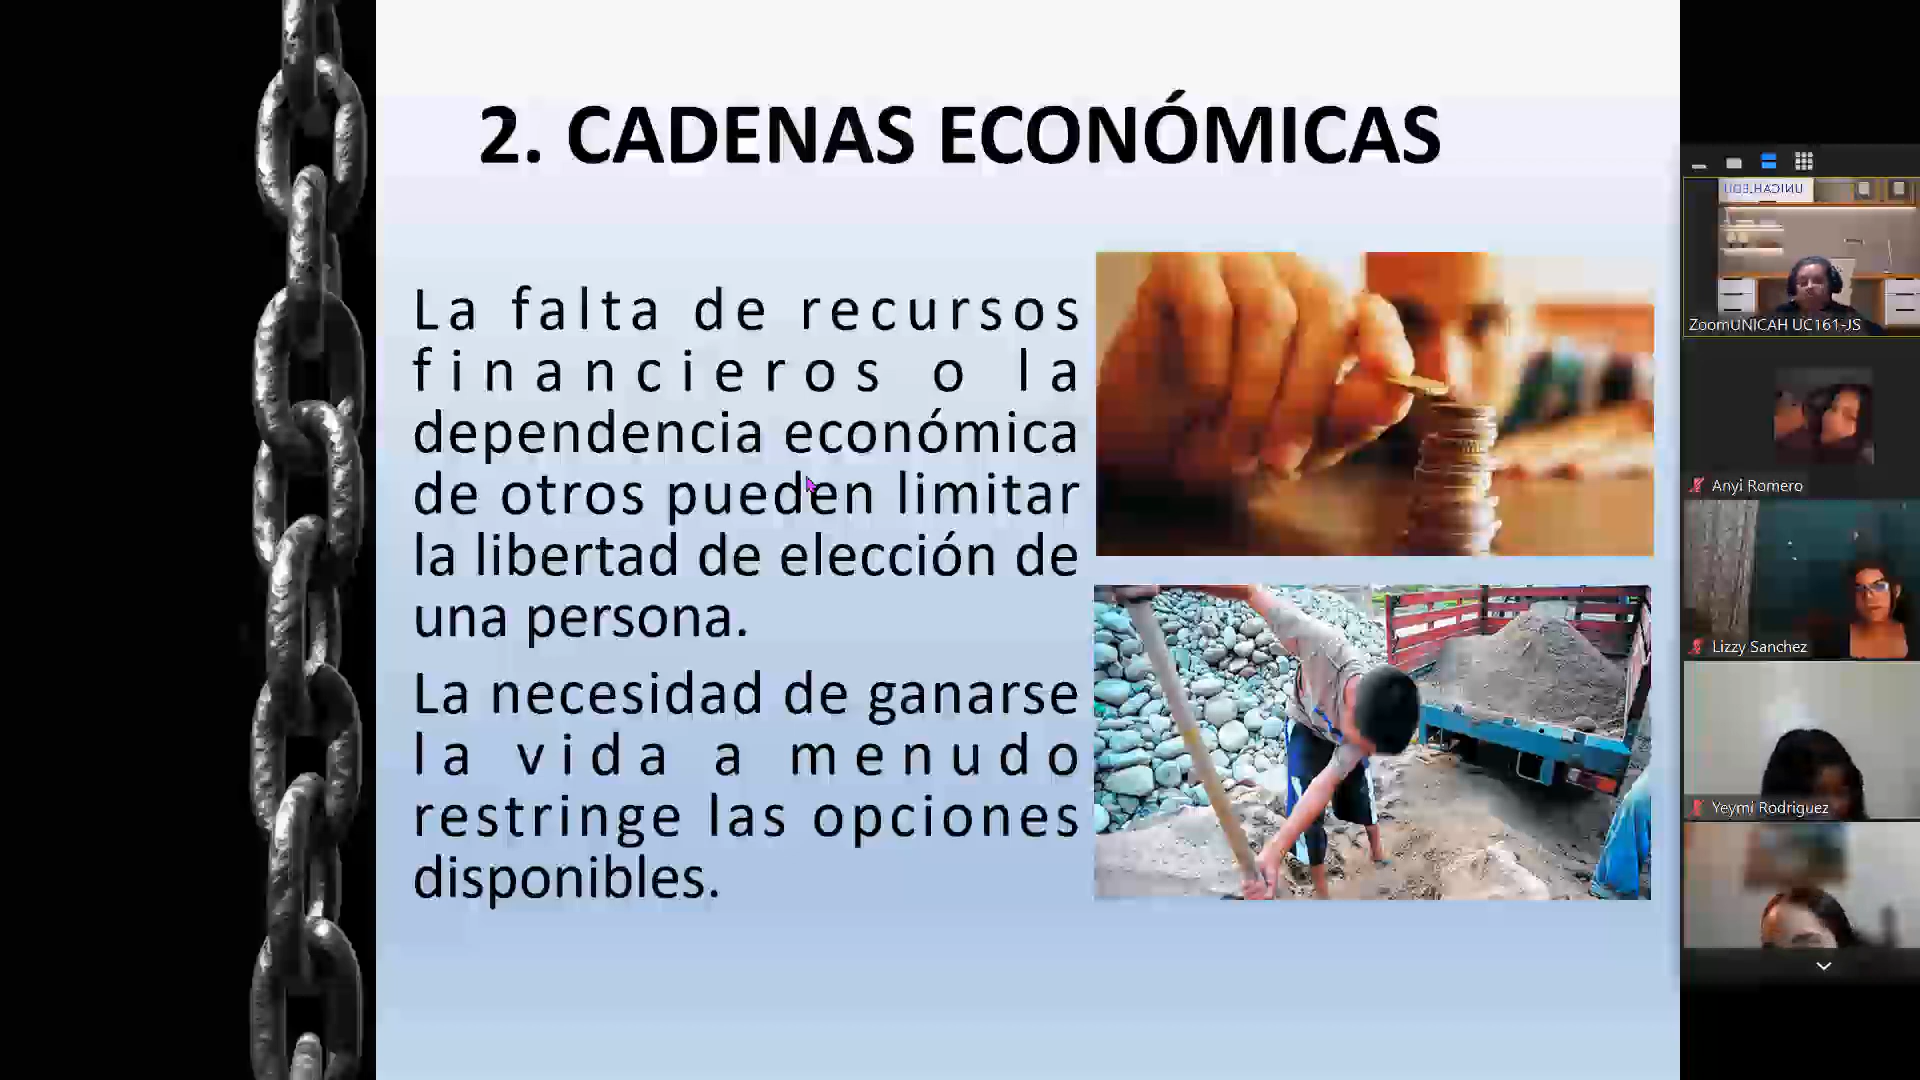 2. CADENAS ECONÓMICAS
La falta de recursos
financieros o la
dependencia económica
de otros pueden limitar
la libertad de elección de
una persona.
La necesidad de ganarse
la vida a menudo
restringe las opciones
disponibles.
UNICAH.EDU
ZoomUNICAH UC161-JS
Anyi Romero
Lizzy Sanchez
Yeymi Rodriguez